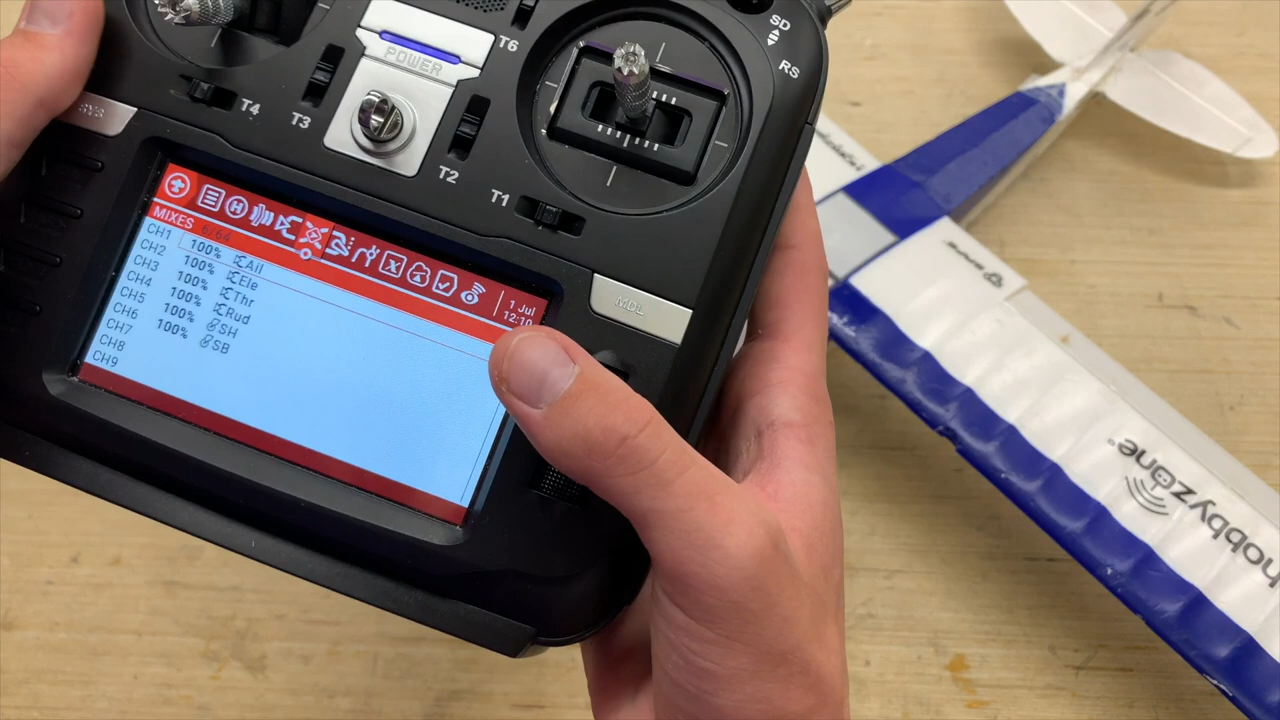 SD
RS
T6
POWER
SYS
T4
T3
T2
T1
MDL
MIXES 6/64
1 Jul
12:10
CH1 100% Ail
CH2 100% Ele
CH3 100% Thr
CH4 100% Rud
CH5 100% SH
CH6 100% SB
CH7
CH8
CH9
hobbyzone